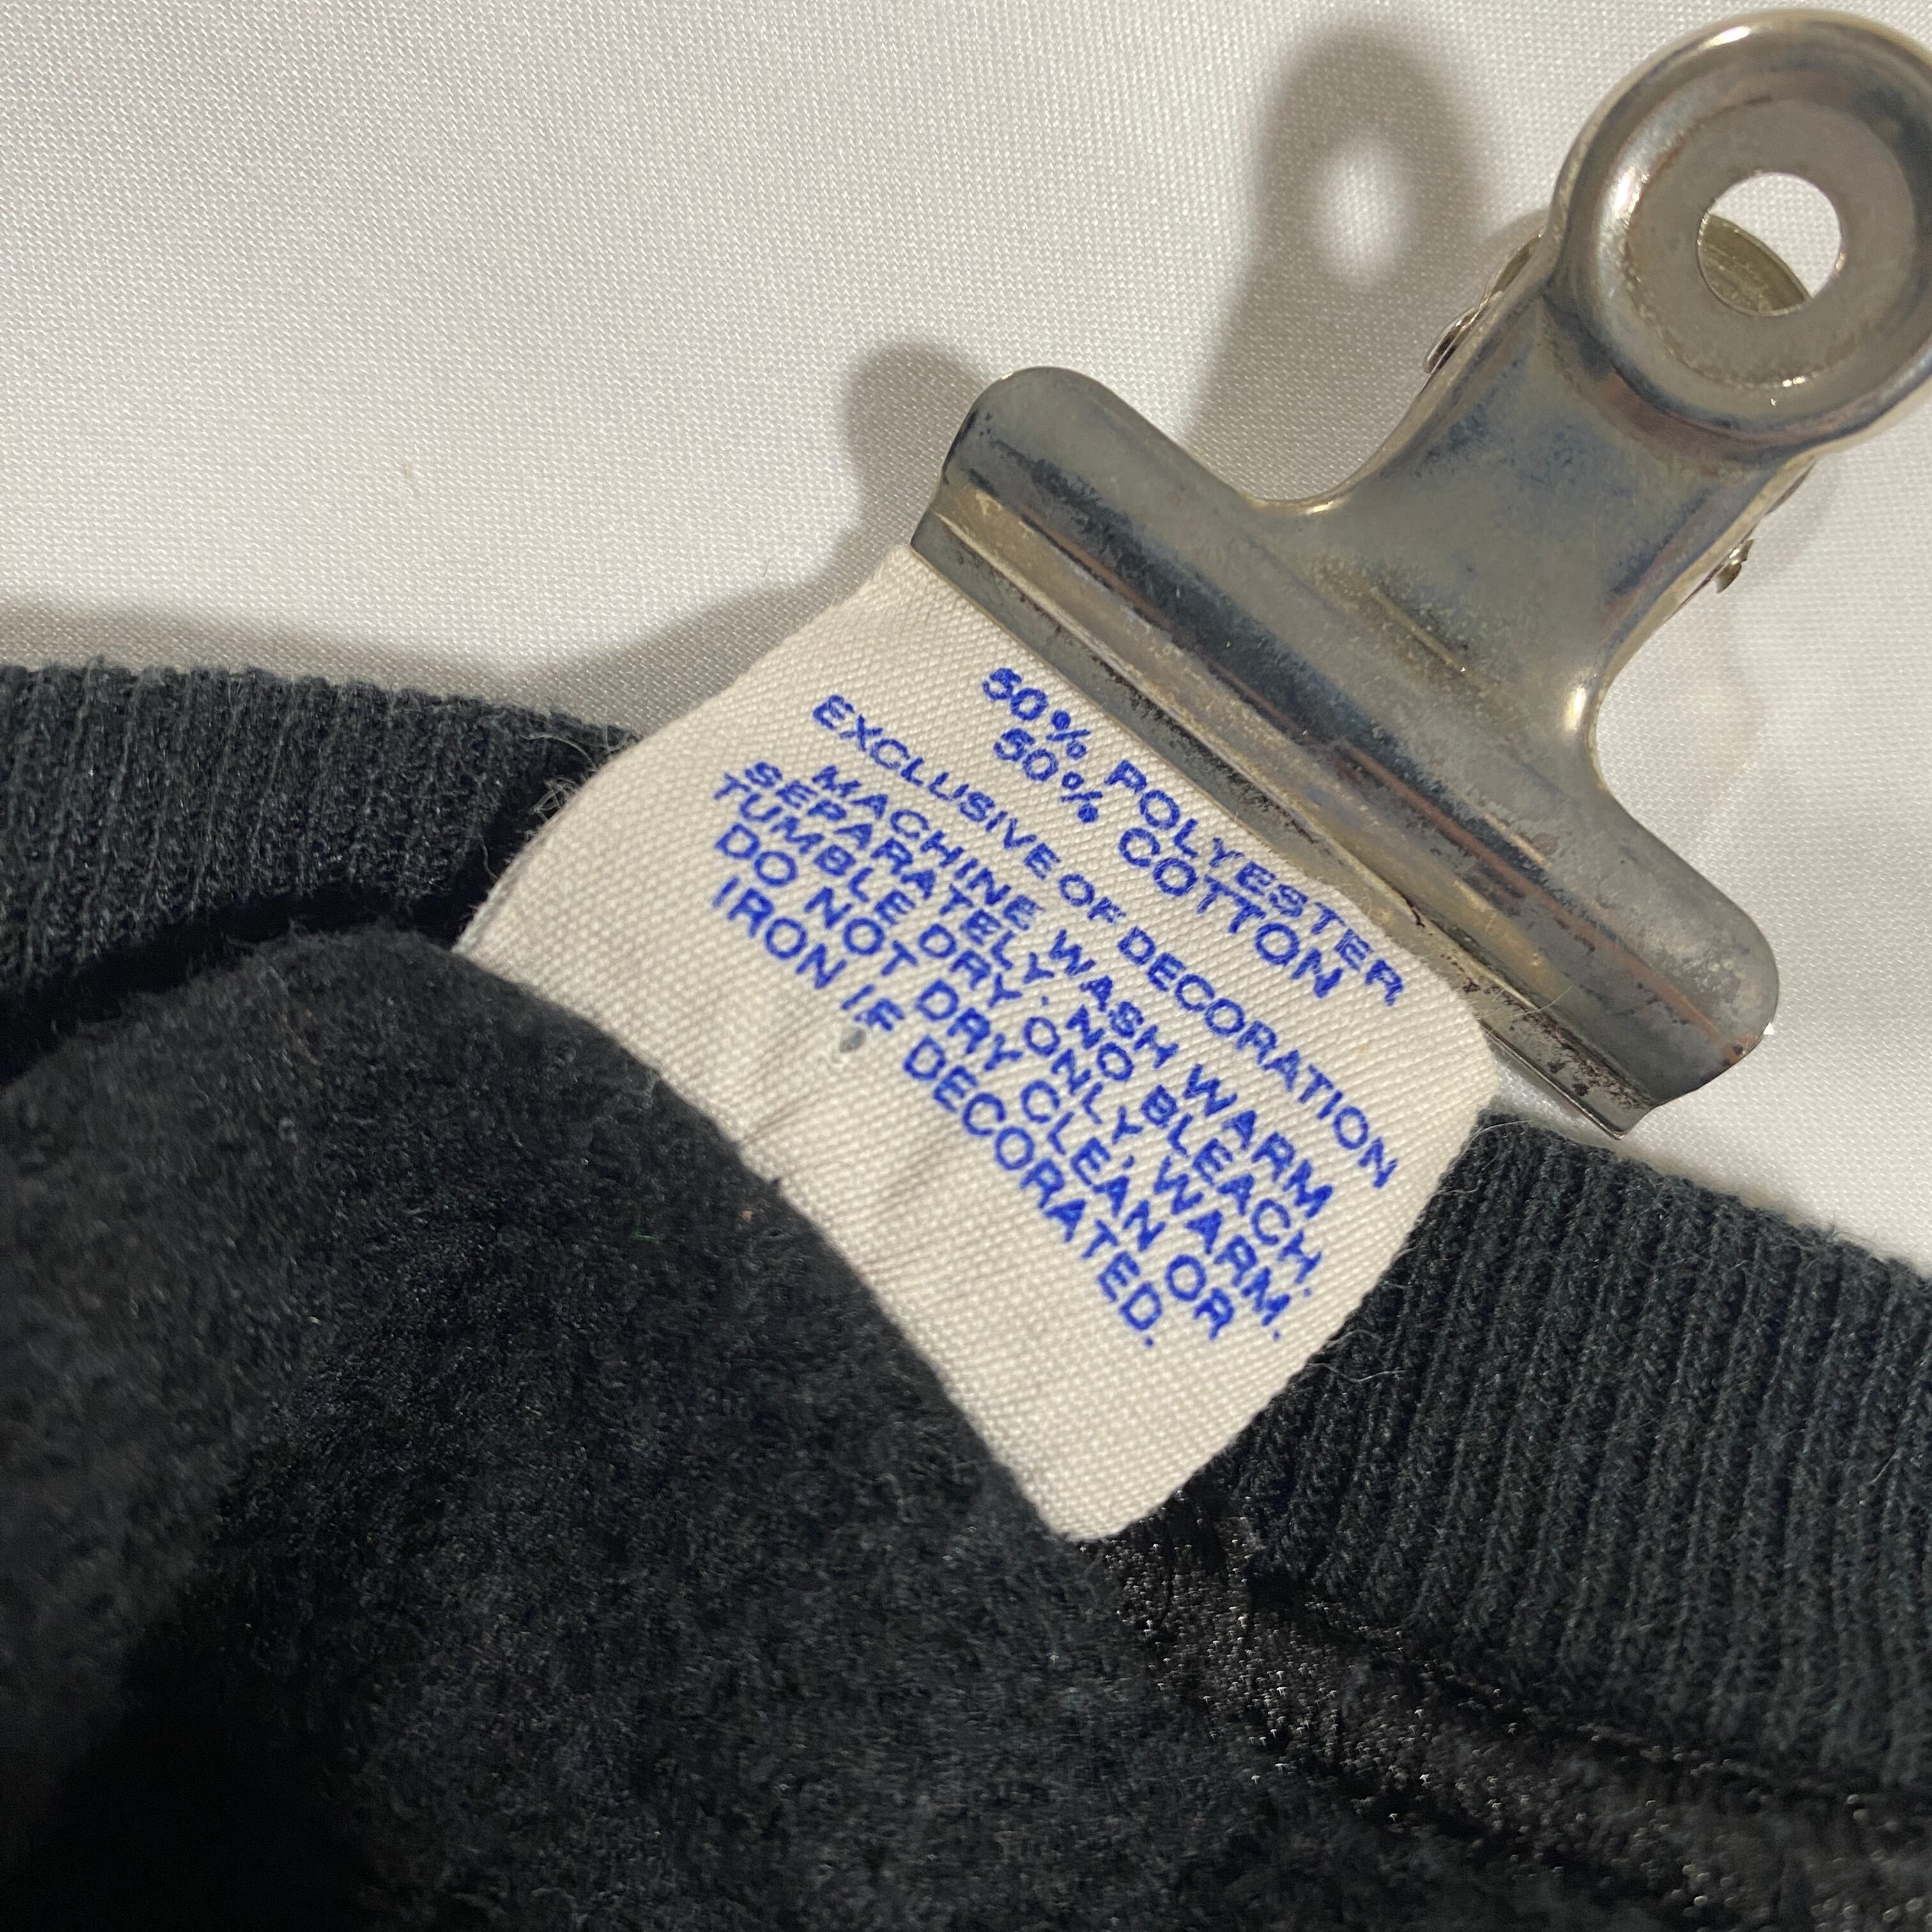 50% POLYESTER
50% COTTON
EXCLUSIVE OF DECORATION
MACHINE WASH WARM
SEPARATELY. NO BLEACH.
TUMBLE DRY ONLY, WARM.
DO NOT DRY CLEAN OR
IRON IF DECORATED.